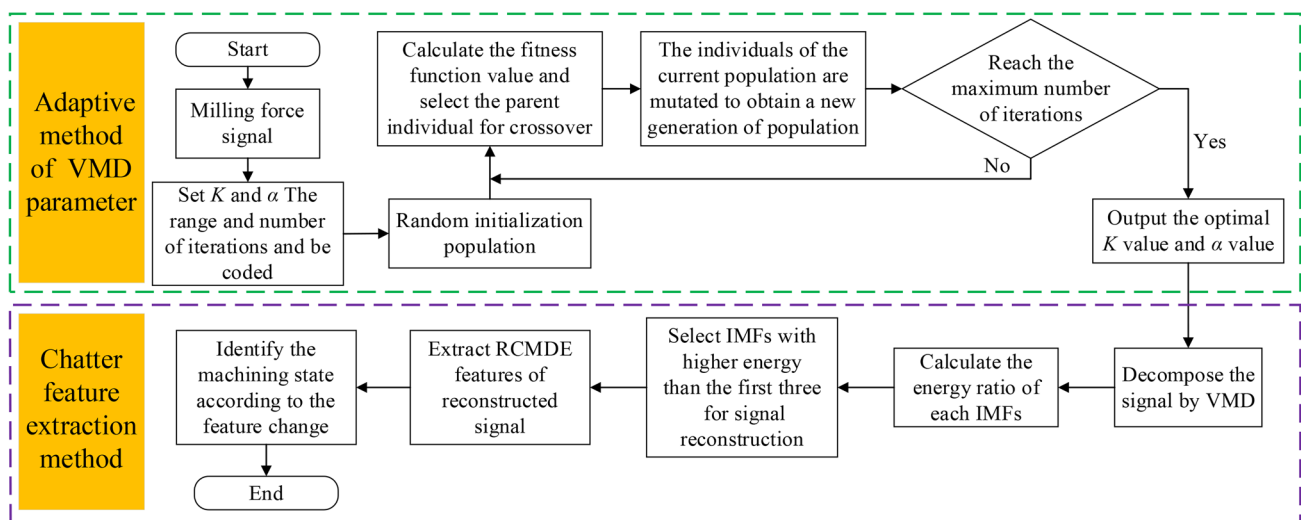 Adaptive
method
of VMD
parameter
Start
Milling force
signal
Set K and α The
range and number
of iterations and be
coded
Random initialization
population
Calculate the fitness
function value and
select the parent
individual for crossover
The individuals of the
current population are
mutated to obtain a new
generation of population
Reach the
maximum number
of iterations
No
Yes
Output the optimal
K value and α value
Chatter
feature
extraction
method
Decompose the
signal by VMD
Calculate the
energy ratio of
each IMFs
Select IMFs with
higher energy
than the first three
for signal
reconstruction
Extract RCMDE
features of
reconstructed
signal
Identify the
machining state
according to the
feature change
End